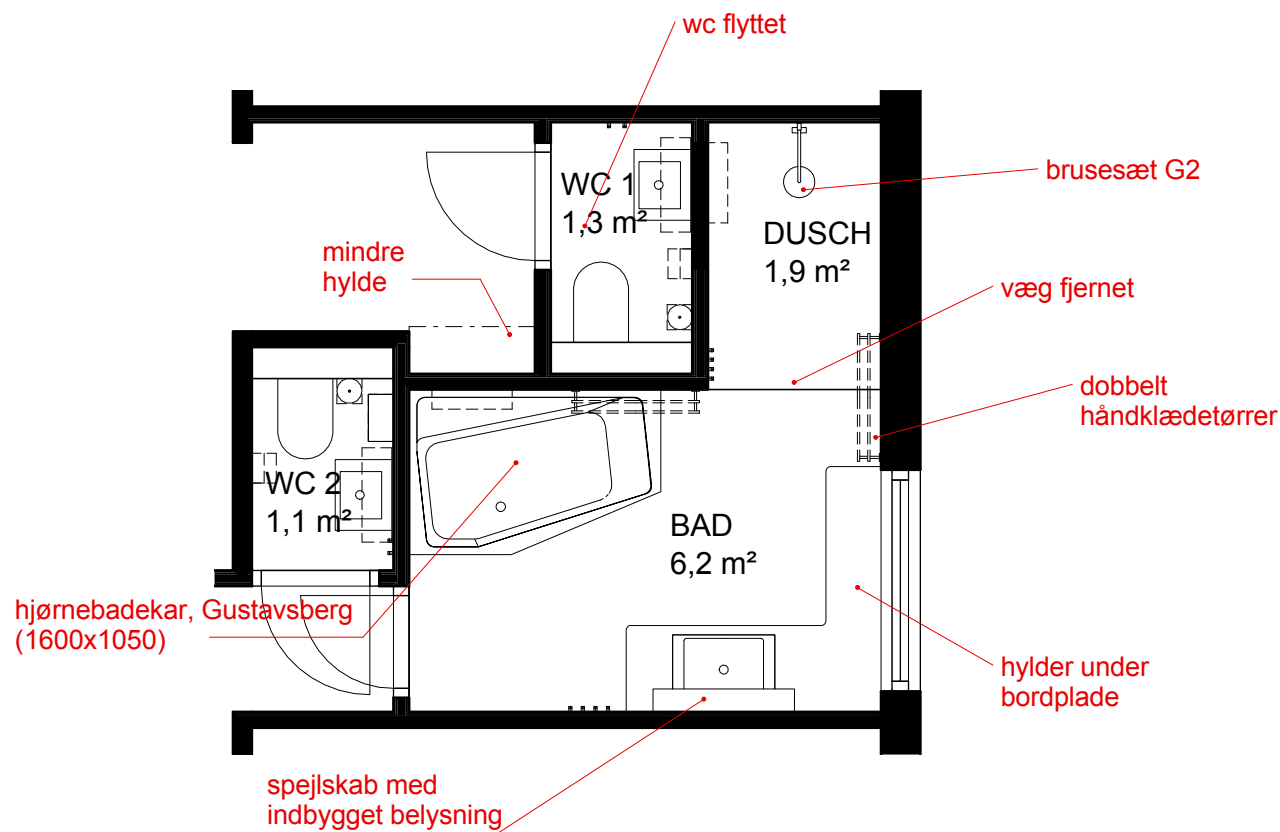 wc flyttet
brusesæt G2
WC 1
1,3 m²
DUSCH
1,9 m²
mindre
hylde
væg fjernet
dobbelt
håndklædetørrer
WC 2
1,1 m²
BAD
6,2 m²
hjørnebadekar, Gustavsberg
(1600x1050)
hylder under
bordplade
spejlskab med
indbygget belysning